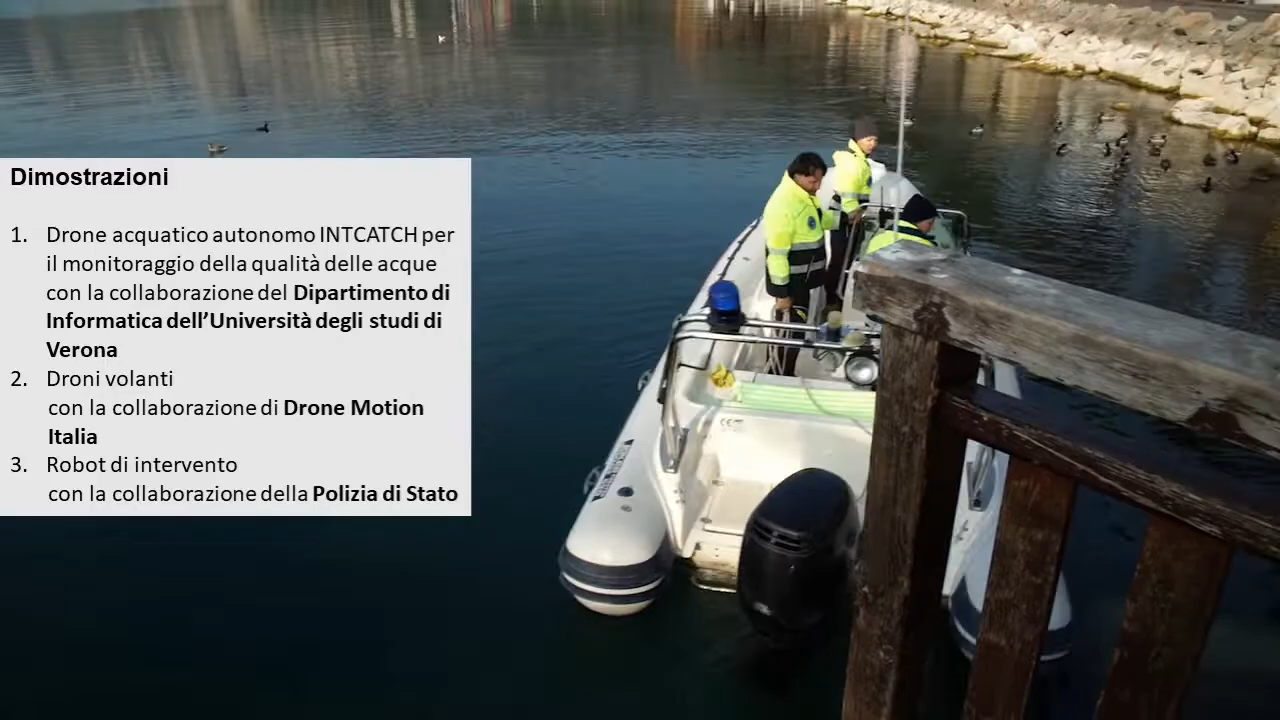 Dimostrazioni
1. Drone acquatico autonomo INTCATCH per
il monitoraggio della qualità delle acque
con la collaborazione del Dipartimento di
Informatica dell’Università degli studi di
Verona
2. Droni volanti
con la collaborazione di Drone Motion
Italia
3. Robot di intervento
con la collaborazione della Polizia di Stato
CE